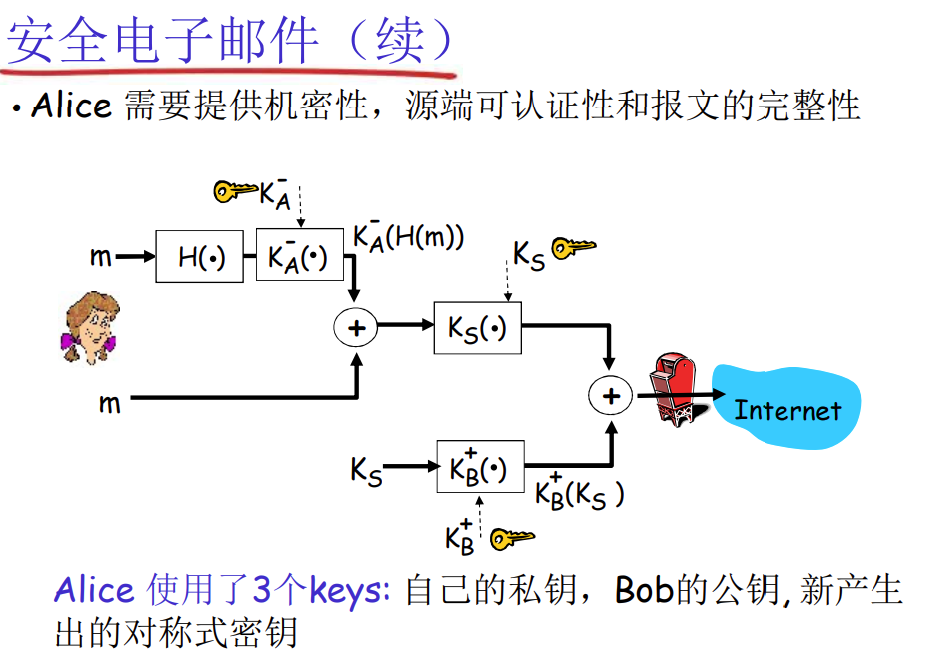 安全电子邮件（续）
• Alice 需要提供机密性，源端可认证性和报文的完整性
K_A^-
m
H(•)
K_A^-(•)
K_A^-(H(m))
K_S
+
K_S(•)
m
+
Internet
K_S
K_B^+(•)
K_B^+(K_S )
K_B^+
Alice 使用了3个keys: 自己的私钥，Bob的公钥, 新产生
出的对称式密钥